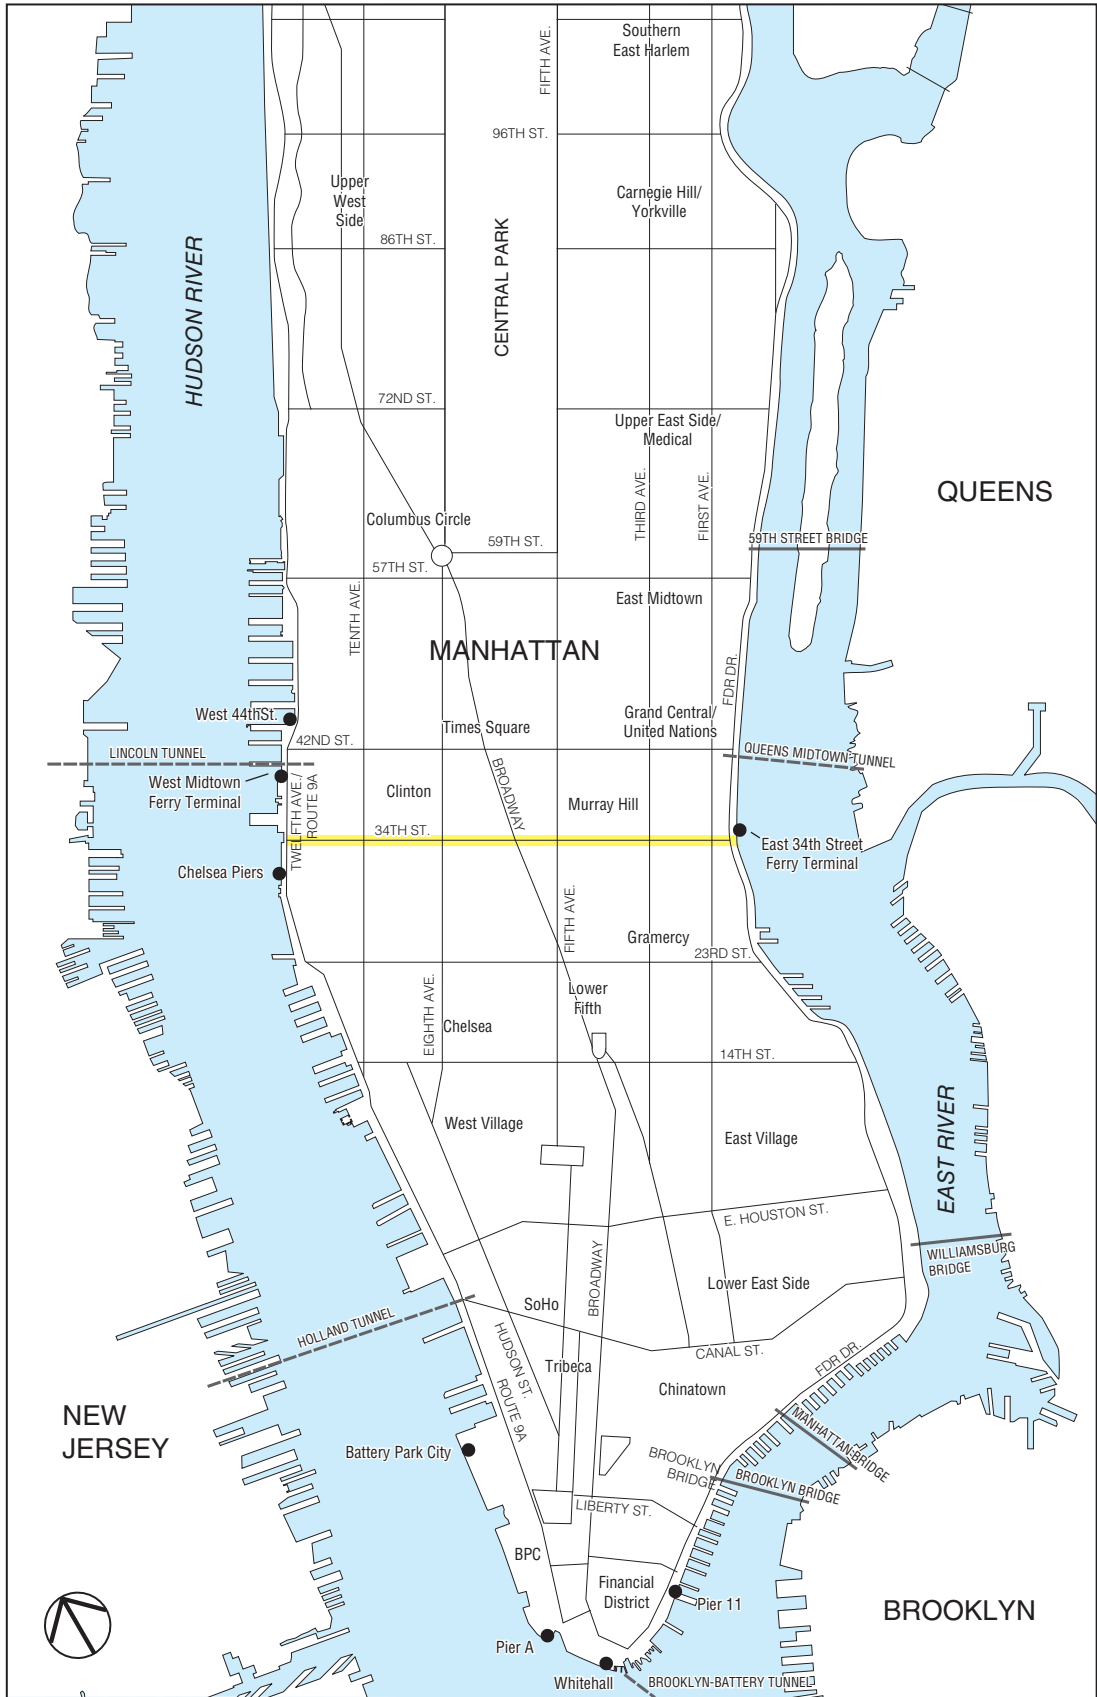 Southern
East Harlem
FIFTH AVE.
96TH ST.
Upper
West
Side
Carnegie Hill/
Yorkville
86TH ST.
CENTRAL PARK
HUDSON RIVER
72ND ST.
Upper East Side/
Medical
THIRD AVE.
FIRST AVE.
QUEENS
Columbus Circle
59TH ST.
59TH STREET BRIDGE
57TH ST.
TENTH AVE.
East Midtown
MANHATTAN
FDR DR.
West 44thSt.
Times Square
Grand Central/
United Nations
42ND ST.
LINCOLN TUNNEL
QUEENS MIDTOWN TUNNEL
West Midtown
Ferry Terminal
TWELFTH AVE./
ROUTE 9A
Clinton
BROADWAY
Murray Hill
34TH ST.
East 34th Street
Ferry Terminal
Chelsea Piers
FIFTH AVE.
Gramercy
23RD ST.
EIGHTH AVE.
Lower
Fifth
Chelsea
14TH ST.
West Village
East Village
EAST RIVER
E. HOUSTON ST.
WILLIAMSBURG
BRIDGE
BROADWAY
Lower East Side
SoHo
HOLLAND TUNNEL
HUDSON ST.
ROUTE 9A
CANAL ST.
FDR DR.
Tribeca
Chinatown
NEW
JERSEY
MANHATTAN BRIDGE
Battery Park City
BROOKLYN
BRIDGE
BROOKLYN BRIDGE
LIBERTY ST.
BPC
Financial
District
Pier 11
BROOKLYN
Pier A
Whitehall
BROOKLYN-BATTERY TUNNEL